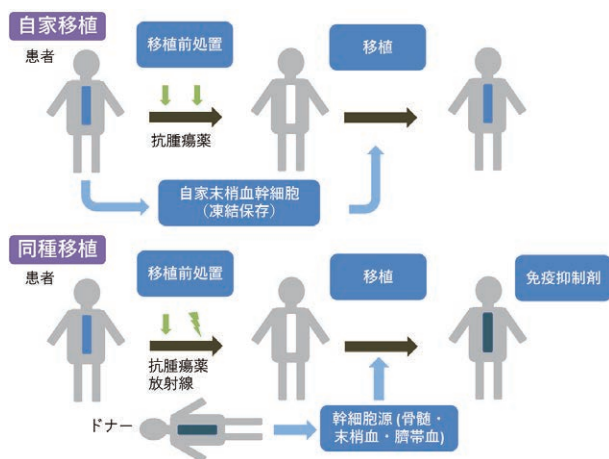 自家移植
患者
移植前処置
移植
抗腫瘍薬
自家末梢血幹細胞
（凍結保存）
同種移植
患者
移植前処置
移植
免疫抑制剤
抗腫瘍薬
放射線
ドナー
幹細胞源 (骨髄・
末梢血・臍帯血)